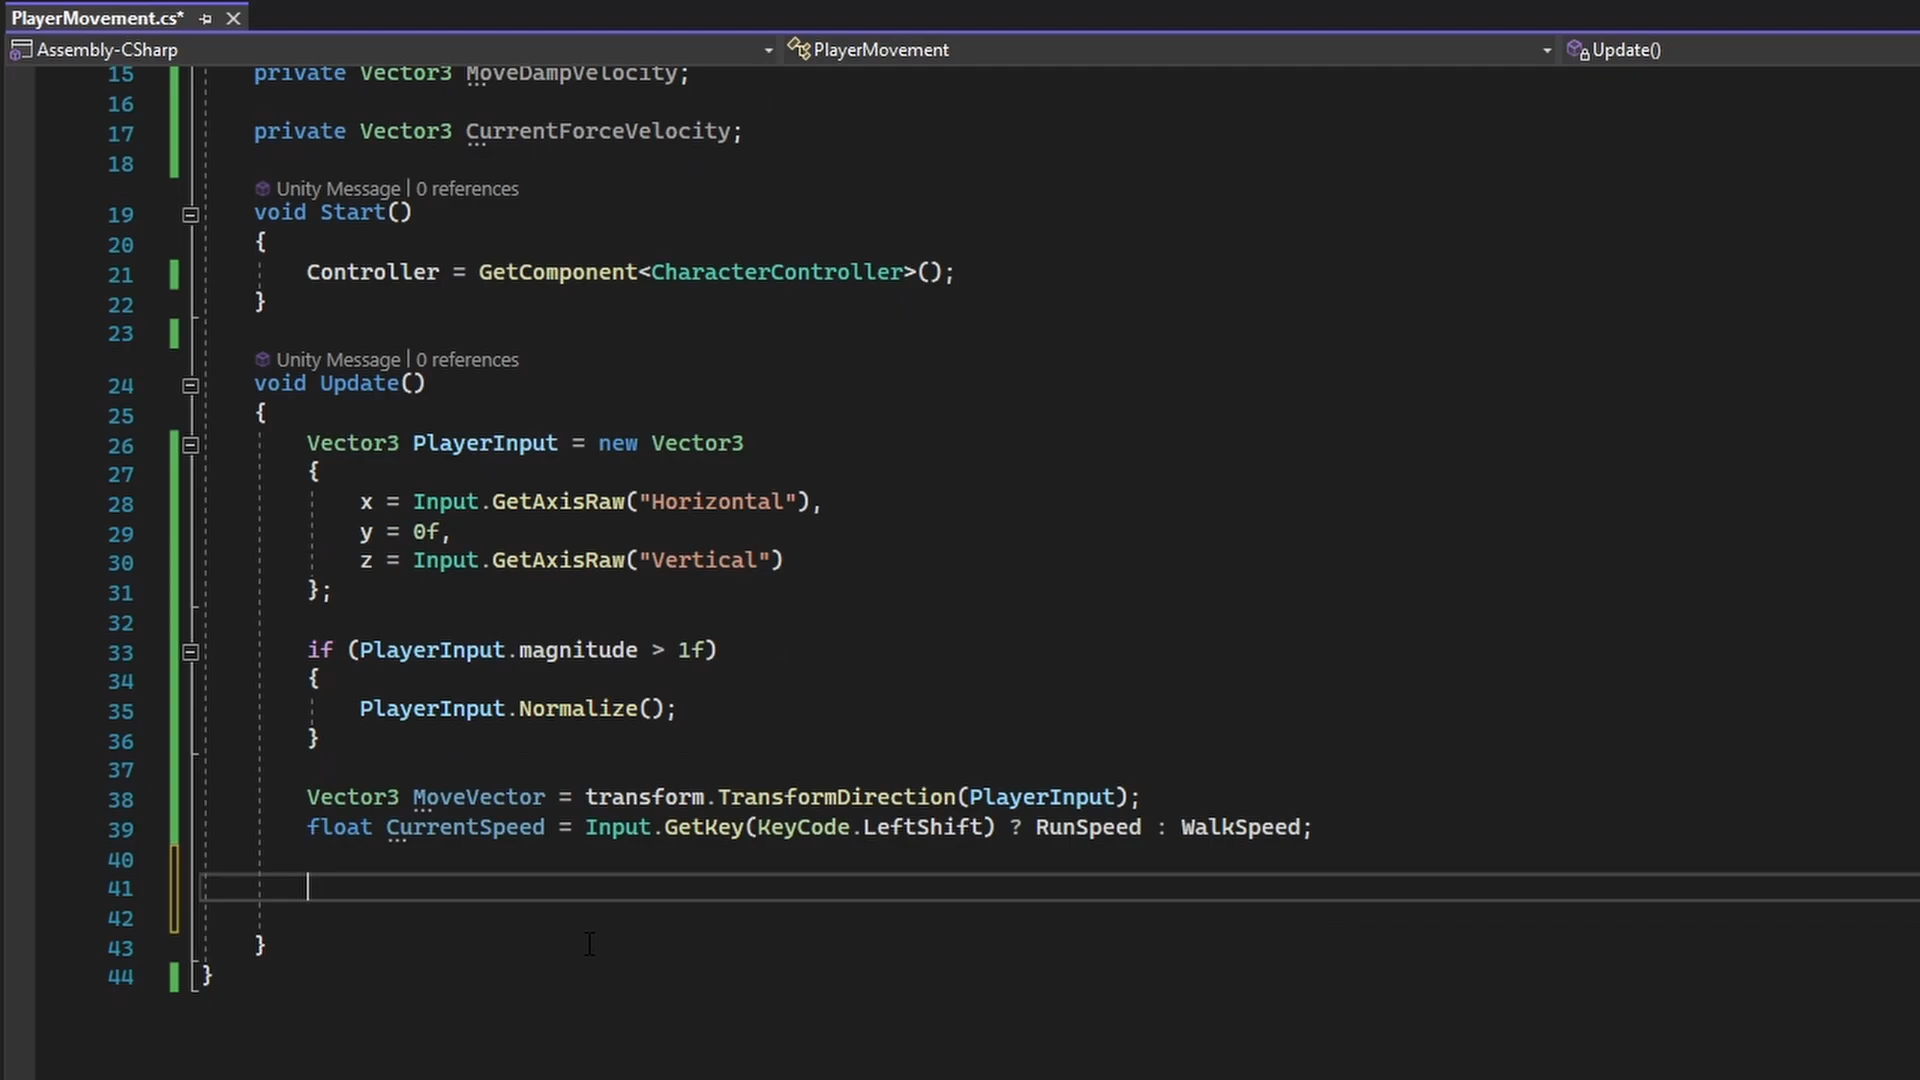 PlayerMovement.cs*
Assembly-CSharp PlayerMovement Update()
15 private Vector3 MoveDampVelocity;
16
17 private Vector3 CurrentForceVelocity;
18
Unity Message | 0 references
19 void Start()
20 {
21 Controller = GetComponent<CharacterController>();
22 }
23
Unity Message | 0 references
24 void Update()
25 {
26 Vector3 PlayerInput = new Vector3
27 {
28 x = Input.GetAxisRaw("Horizontal"),
29 y = 0f,
30 z = Input.GetAxisRaw("Vertical")
31 };
32
33 if (PlayerInput.magnitude > 1f)
34 {
35 PlayerInput.Normalize();
36 }
37
38 Vector3 MoveVector = transform.TransformDirection(PlayerInput);
39 float CurrentSpeed = Input.GetKey(KeyCode.LeftShift) ? RunSpeed : WalkSpeed;
40
41
42
43 }
44 }